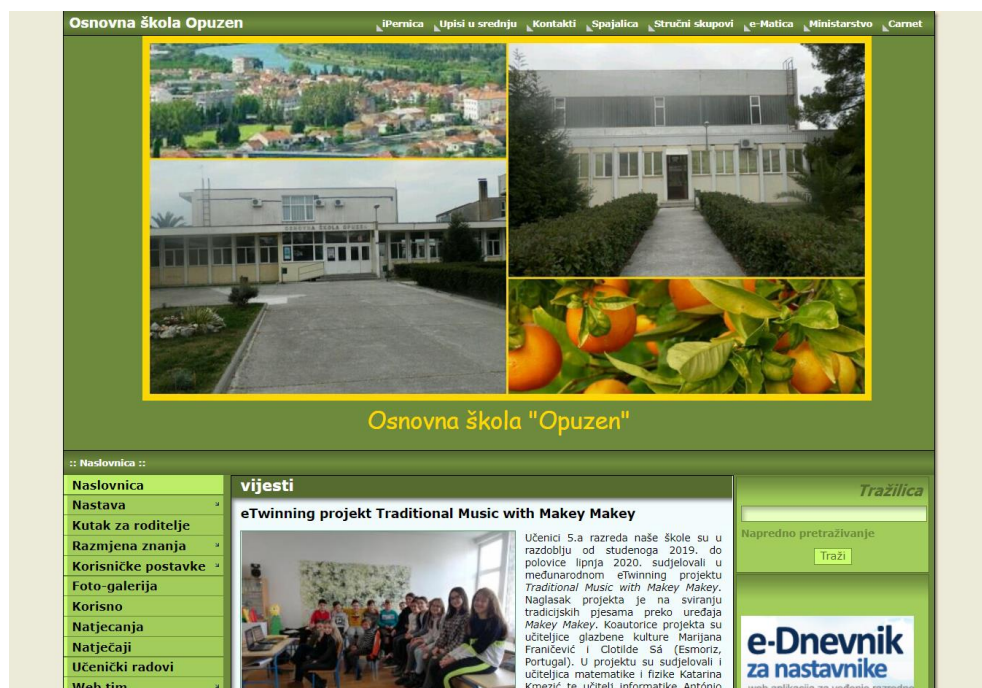 Osnovna škola Opuzen
iPernica Upisi u srednju Kontakti Spajalica Stručni skupovi e-Matica Ministarstvo Carnet
OSNOVNA ŠKOLA OPUZEN
Osnovna škola "Opuzen"
:: Naslovnica ::
Naslovnica
Nastava
Kutak za roditelje
Razmjena znanja
Korisničke postavke
Foto-galerija
Korisno
Natjecanja
Natječaji
Učenički radovi
Web tim
vijesti
eTwinning projekt Traditional Music with Makey Makey
Učenici 5.a razreda naše škole su u
razdoblju od studenoga 2019. do
polovice lipnja 2020. sudjelovali u
međunarodnom eTwinning projektu
Traditional Music with Makey Makey.
Naglasak projekta je na sviranju
tradicijskih pjesama preko uređaja
Makey Makey. Koautorice projekta su
učiteljice glazbene kulture Marijana
Franičević i Clotilde Sá (Esmoriz,
Portugal). U projektu su sudjelovali i
učiteljica matematike i fizike Katarina
Kmezić te učitelj informatike António
Tražilica
Napredno pretraživanje
Traži
e-Dnevnik
za nastavnike
web aplikacija za vođenje razredne